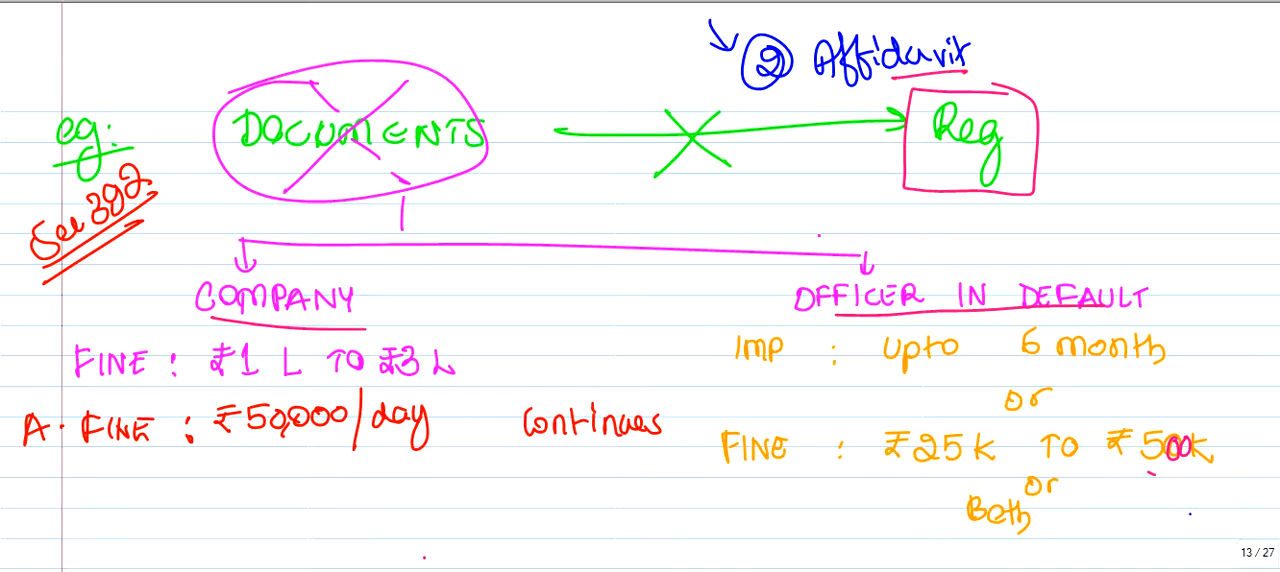 ② Affidavit
eg: DOCUMENTS Reg
Sec 392
COMPANY OFFICER IN DEFAULT
FINE : ₹1 L TO ₹3 L
Imp : upto 6 month
or
A. FINE : ₹50,000/day Continues
FINE : ₹25k TO ₹500k
or
Both
13 / 27